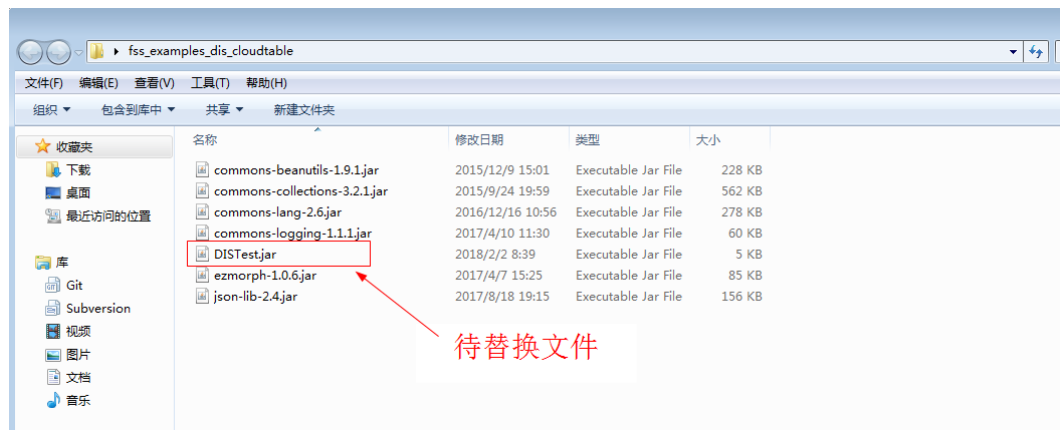 fss_examples_dis_cloudtable
文件(F) 编辑(E) 查看(V) 工具(T) 帮助(H)
组织 包含到库中 共享 新建文件夹
名称 修改日期 类型 大小
收藏夹
下载
桌面
最近访问的位置
库
Git
Subversion
视频
图片
文档
音乐
commons-beanutils-1.9.1.jar 2015/12/9 15:01 Executable Jar File 228 KB
commons-collections-3.2.1.jar 2015/9/24 19:59 Executable Jar File 562 KB
commons-lang-2.6.jar 2016/12/16 10:56 Executable Jar File 278 KB
commons-logging-1.1.1.jar 2017/4/10 11:30 Executable Jar File 60 KB
DISTest.jar 2018/2/2 8:39 Executable Jar File 5 KB
ezmorph-1.0.6.jar 2017/4/7 15:25 Executable Jar File 85 KB
json-lib-2.4.jar 2017/8/18 19:15 Executable Jar File 156 KB
待替换文件